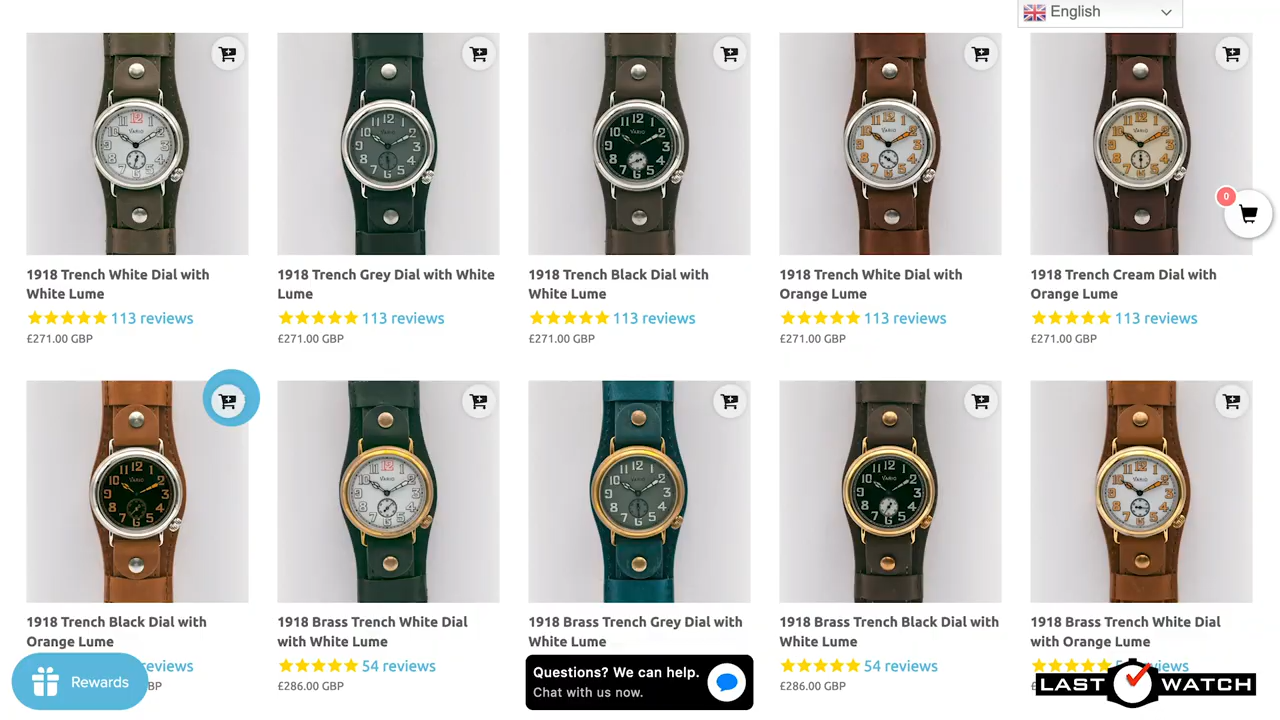 English
0
1918 Trench White Dial with
White Lume
113 reviews
£271.00 GBP
1918 Trench Grey Dial with White
Lume
113 reviews
£271.00 GBP
1918 Trench Black Dial with
White Lume
113 reviews
£271.00 GBP
1918 Trench White Dial with
Orange Lume
113 reviews
£271.00 GBP
1918 Trench Cream Dial with
Orange Lume
113 reviews
£271.00 GBP
1918 Trench Black Dial with
Orange Lume
reviews
1918 Brass Trench White Dial
with White Lume
54 reviews
£286.00 GBP
1918 Brass Trench Grey Dial with
White Lume
1918 Brass Trench Black Dial with
White Lume
54 reviews
£286.00 GBP
1918 Brass Trench White Dial
with Orange Lume
Rewards
Questions? We can help.
Chat with us now.
LAST WATCH